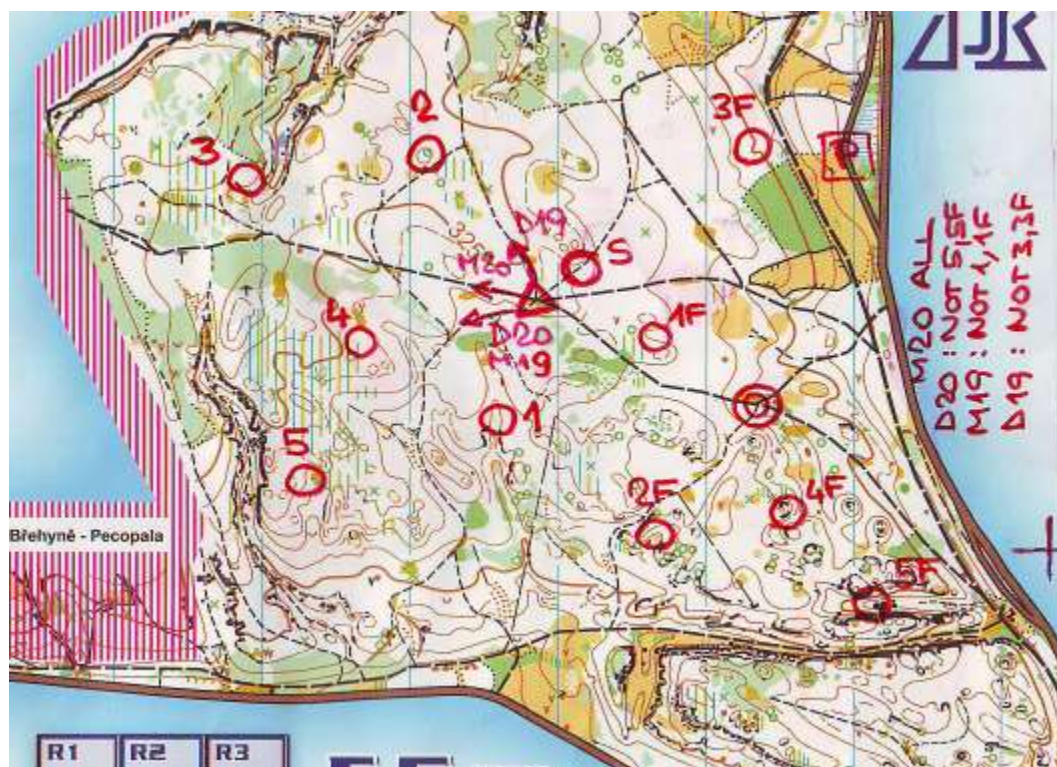 3F
2
3
P
D19
325
M20
S
4
D20
M19
1F
1
5
2F
4F
5F
M20 ALL
D20 : NOT 5,5F
M19 : NOT 1,1F
D19 : NOT 3,3F
Břehyně - Pecopala
R1 R2 R3